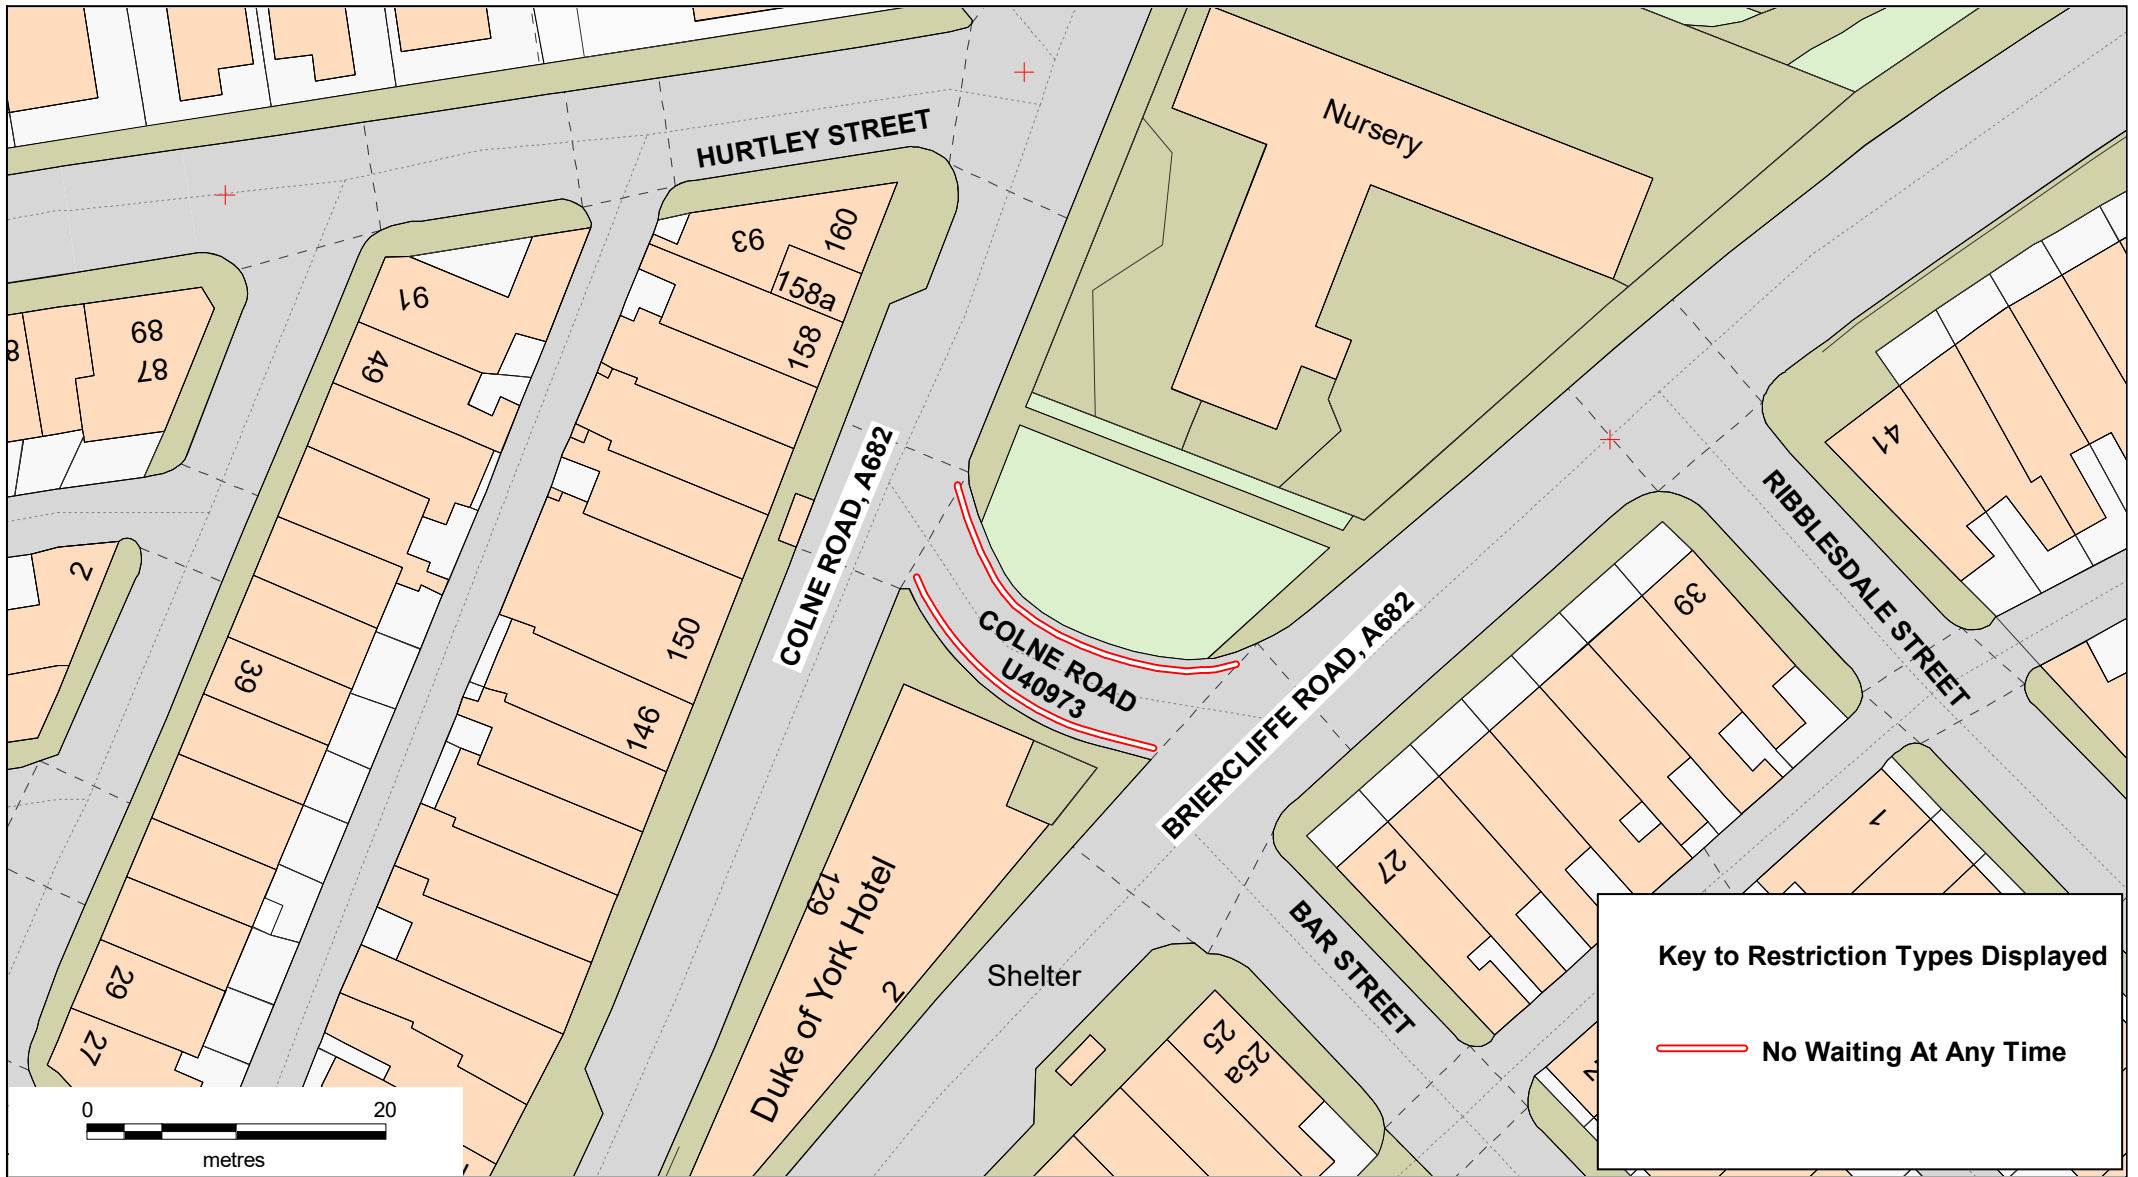 HURTLEY STREET
Nursery
93
160
158a
158
91
49
89
87
8
2
COLNE ROAD, A682
41
RIBBLESDALE STREET
39
COLNE ROAD
U40973
BRIERCLIFFE ROAD, A682
150
146
39
27
1
129
Duke of York Hotel
2
Shelter
BAR STREET
25
25a
29
27
0 20
metres
Key to Restriction Types Displayed
No Waiting At Any Time